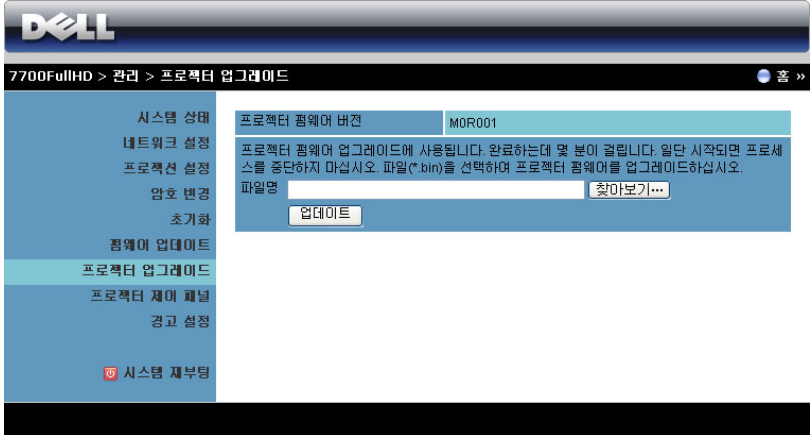 DELL
7700FullHD > 관리 > 프로젝터 업그레이드
홈 »
시스템 상태
네트워크 설정
프로젝션 설정
암호 변경
초기화
펌웨어 업데이트
프로젝터 업그레이드
프로젝터 제어 패널
경고 설정
시스템 재부팅
프로젝터 펌웨어 버전 M0R001
프로젝터 펌웨어 업그레이드에 사용됩니다. 완료하는데 몇 분이 걸립니다. 일단 시작되면 프로세
스를 중단하지 마십시오. 파일(*.bin)을 선택하여 프로젝터 펌웨어를 업그레이드하십시오.
파일명 찾아보기...
업데이트